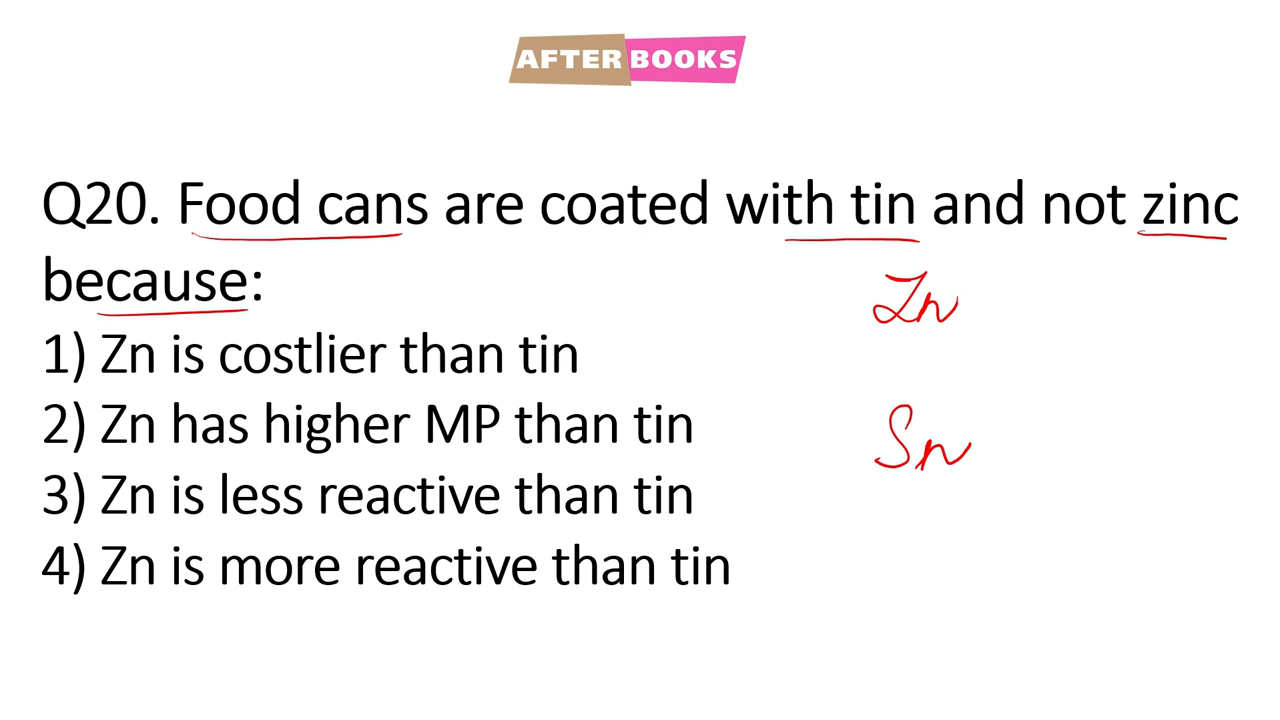 AFTERBOOKS
Q20. Food cans are coated with tin and not zinc
because:
Zn
1) Zn is costlier than tin
2) Zn has higher MP than tin
Sn
3) Zn is less reactive than tin
4) Zn is more reactive than tin